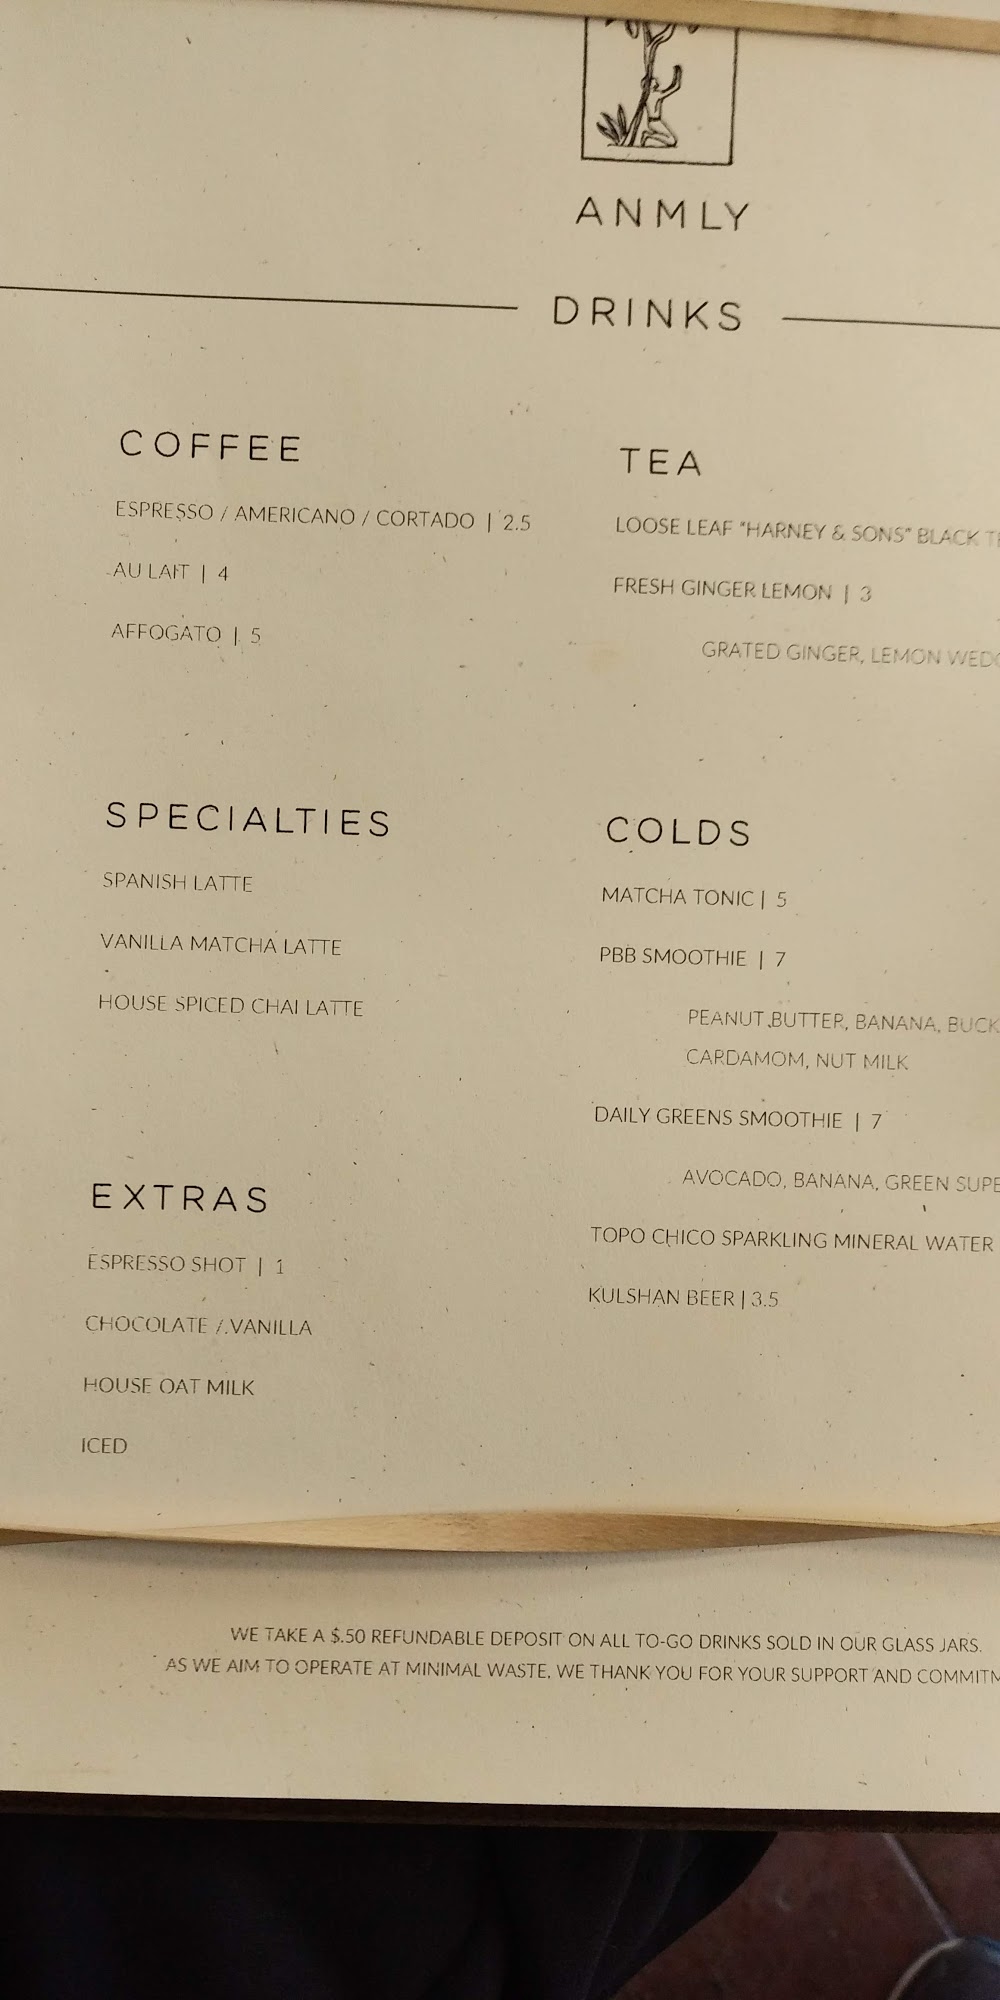 ANMLY
DRINKS
COFFEE
ESPRESSO / AMERICANO / CORTADO | 2.5
AU LAIT | 4
AFFOGATO | 5
TEA
LOOSE LEAF "HARNEY & SONS" BLACK
FRESH GINGER LEMON | 3
GRATED GINGER, LEMON
SPECIALTIES
SPANISH LATTE
VANILLA MATCHA LATTE
HOUSE SPICED CHAI LATTE
COLDS
MATCHA TONIC | 5
PBB SMOOTHIE | 7
PEANUT BUTTER, BANANA,
CARDAMOM, NUT MILK
DAILY GREENS SMOOTHIE | 7
AVOCADO, BANANA, GREEN
TOPO CHICO SPARKLING MINERAL WATER
KULSHAN BEER | 3.5
EXTRAS
ESPRESSO SHOT | 1
CHOCOLATE / VANILLA
HOUSE OAT MILK
ICED
WE TAKE A $.50 REFUNDABLE DEPOSIT ON ALL TO-GO DRINKS SOLD IN OUR GLASS JARS.
AS WE AIM TO OPERATE AT MINIMAL WASTE, WE THANK YOU FOR YOUR SUPPORT AND